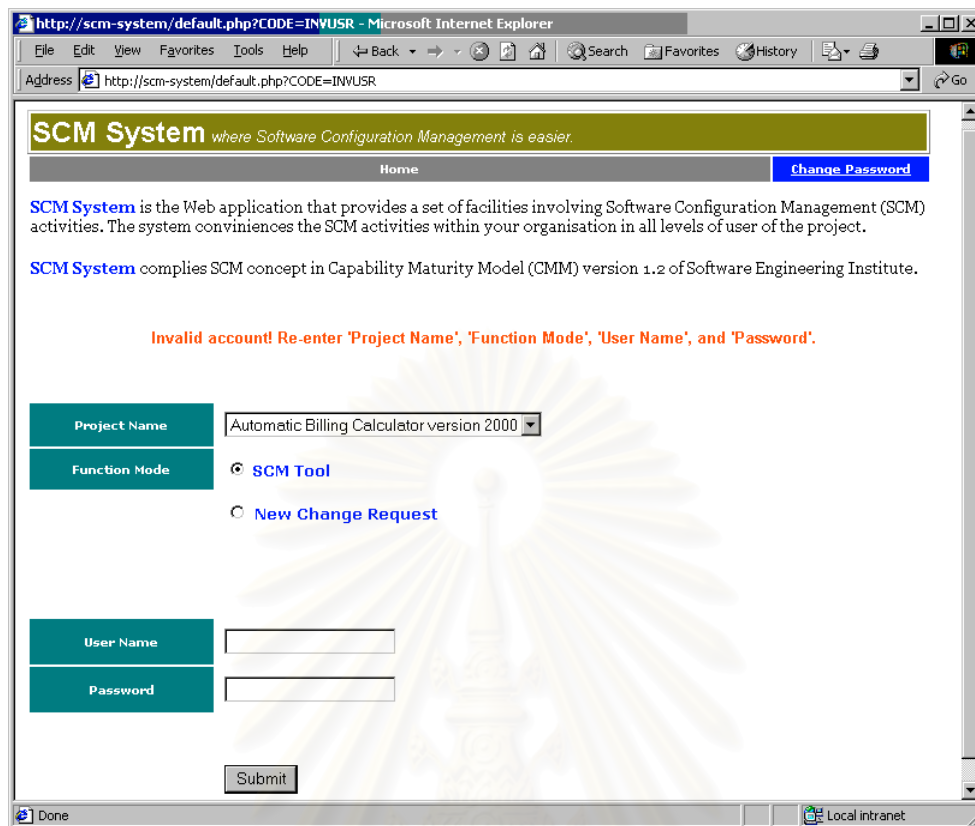 http://scm-system/default.php?CODE=INVUSR - Microsoft Internet Explorer
File Edit View Favorites Tools Help Back Search Favorites History
Address http://scm-system/default.php?CODE=INVUSR Go
SCM System where Software Configuration Management is easier.
Home Change Password
SCM System is the Web application that provides a set of facilities involving Software Configuration Management (SCM)
activities. The system conviniences the SCM activities within your organisation in all levels of user of the project.
SCM System complies SCM concept in Capability Maturity Model (CMM) version 1.2 of Software Engineering Institute.
Invalid account! Re-enter 'Project Name', 'Function Mode', 'User Name', and 'Password'.
Project Name Automatic Billing Calculator version 2000
Function Mode SCM Tool
New Change Request
User Name
Password
Submit
Done Local intranet